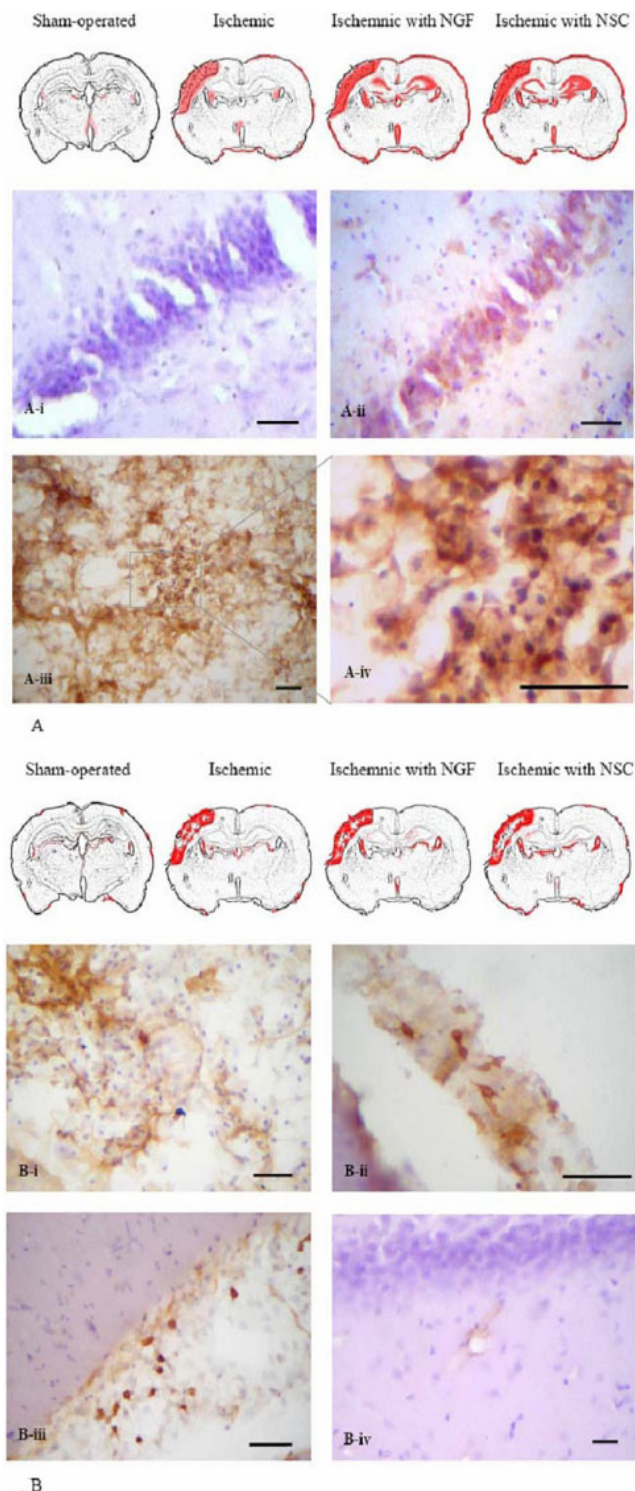 Sham-operated Ischemic Ischemnic with NGF Ischemic with NSC
A-i A-ii
A-iii A-iv
A
Sham-operated Ischemic Ischemnic with NGF Ischemic with NSC
B-i B-ii
B-iii B-iv
B